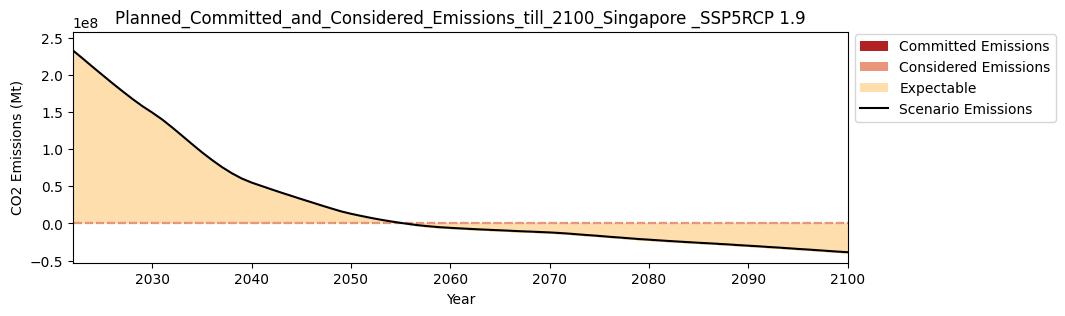 Planned_Committed_and_Considered_Emissions_till_2100_Singapore _SSP5RCP 1.9
1e8
2.5
2.0
1.5
1.0
0.5
0.0
−0.5
CO2 Emissions (Mt)
2030 2040 2050 2060 2070 2080 2090 2100
Year
Committed Emissions
Considered Emissions
Expectable
Scenario Emissions